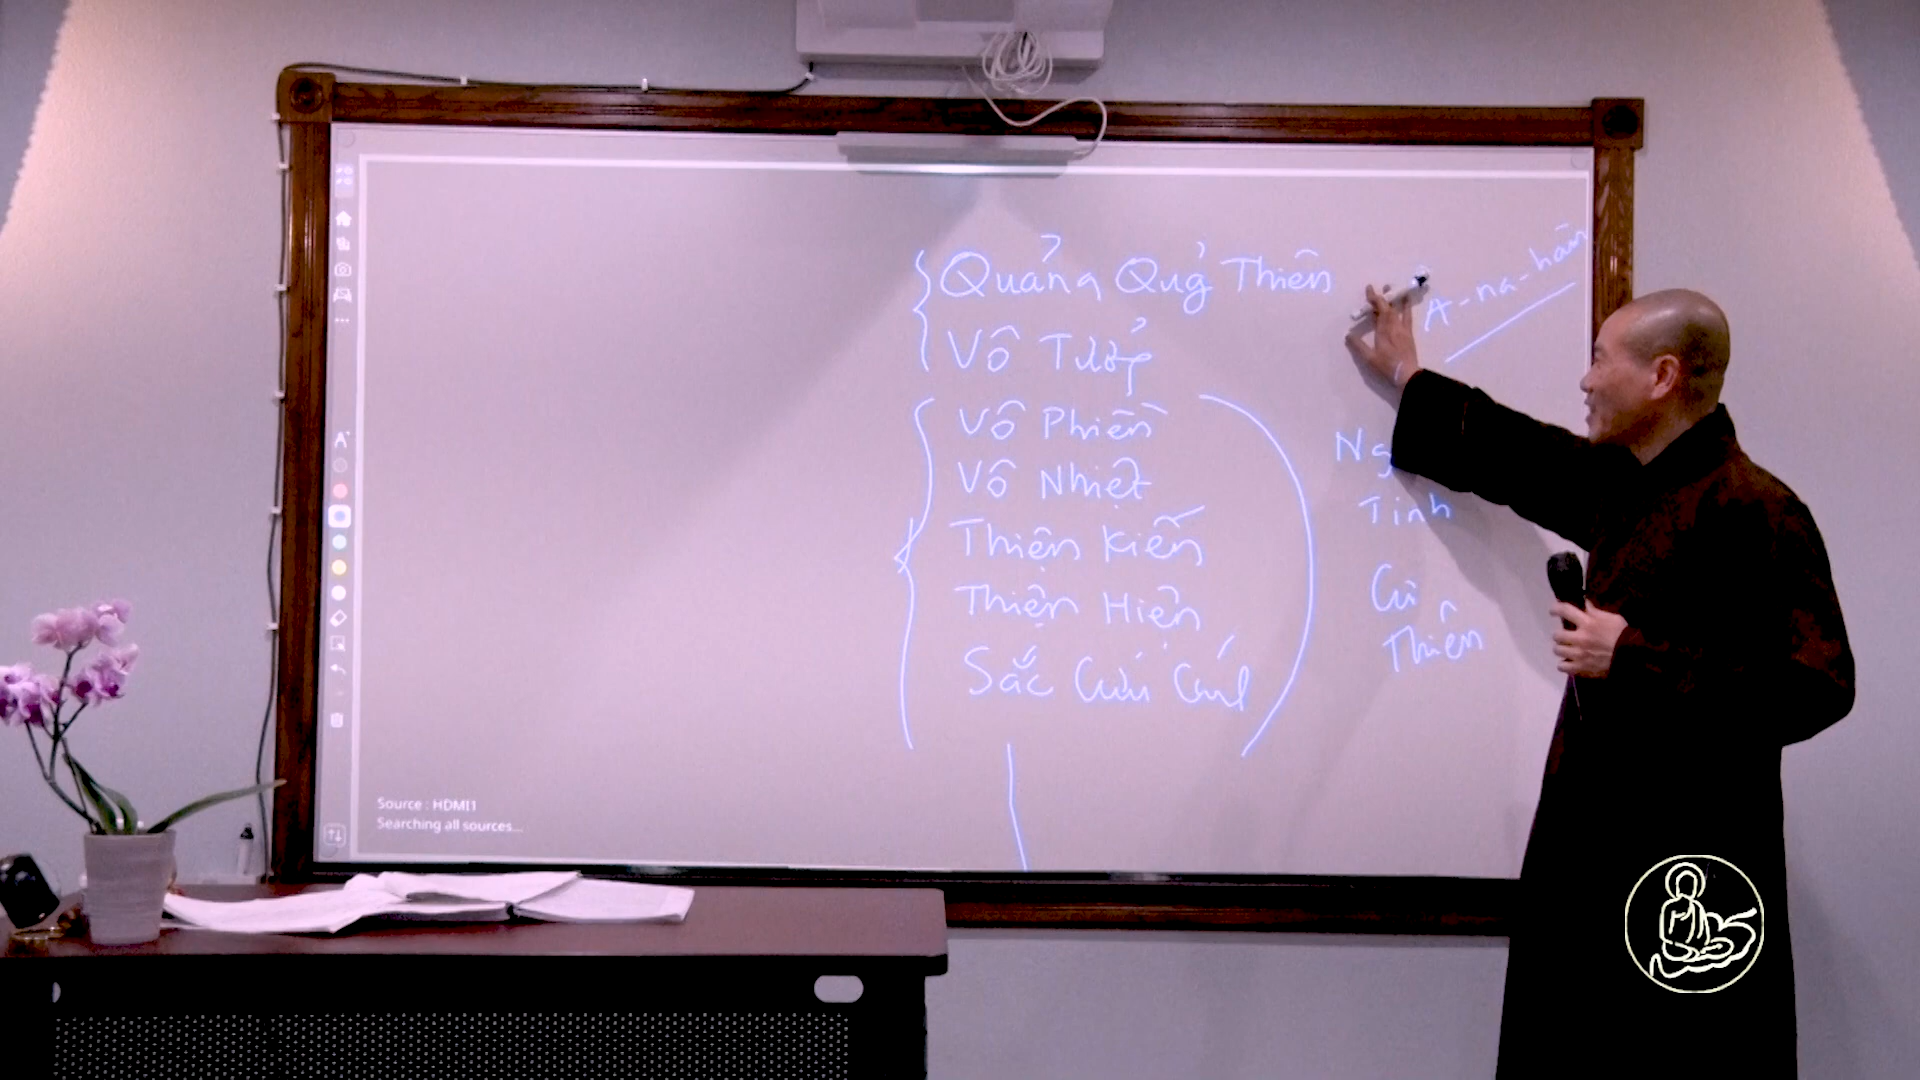 Quảng Quả Thiên
A-na-hàm
Vô Tưởng
Vô Phiền
Vô Nhiệt
Thiện Kiến
Thiện Hiện
Sắc Cứu Cánh
Tinh
Cư
Thiên
Source : HDMI1
Searching all sources...